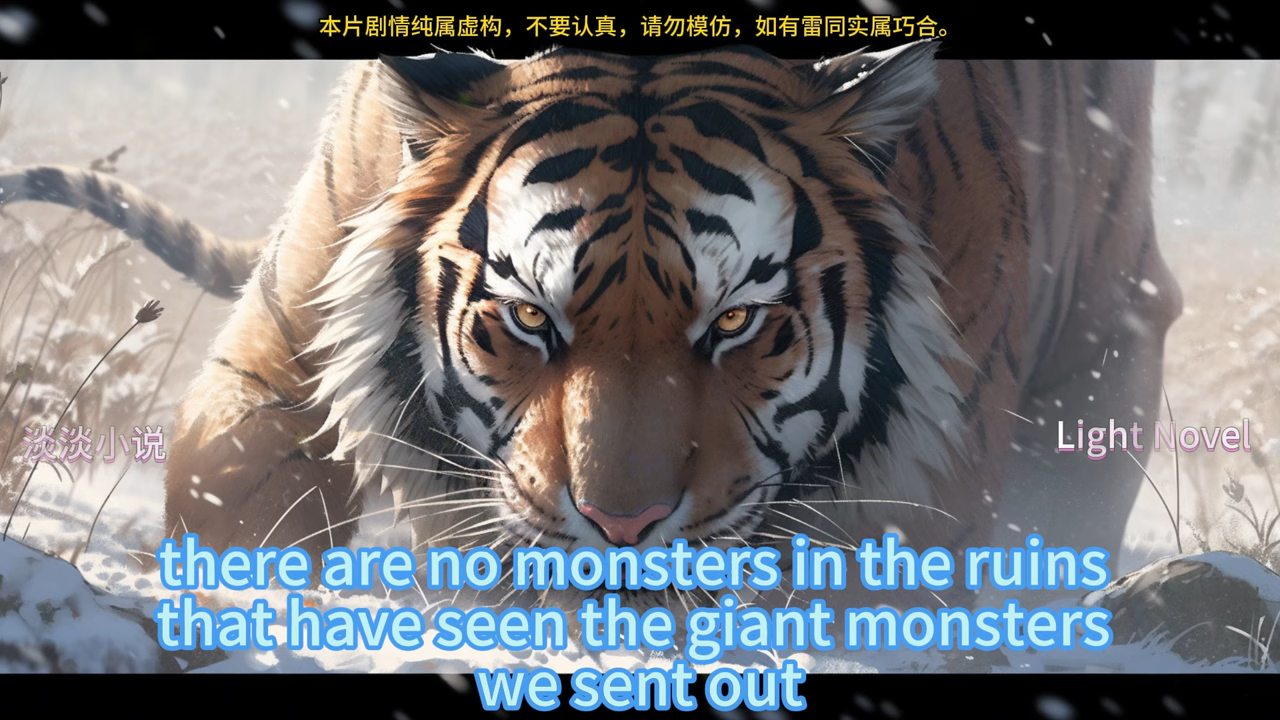 本片剧情纯属虚构，不要认真，请勿模仿，如有雷同实属巧合。
淡淡小说
Light Novel
there are no monsters in the ruins
that have seen the giant monsters
we sent out